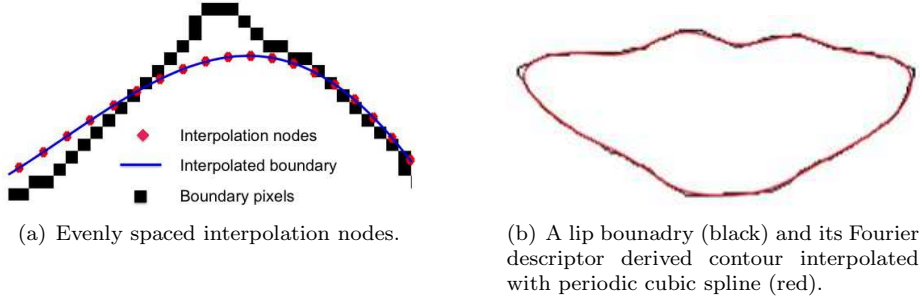 Interpolation nodes
Interpolated boundary
Boundary pixels
(a) Evenly spaced interpolation nodes.
(b) A lip bounadry (black) and its Fourier
descriptor derived contour interpolated
with periodic cubic spline (red).